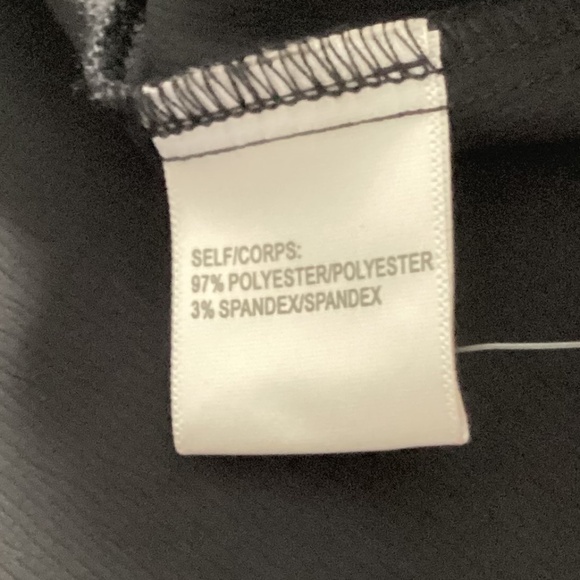 SELF/CORPS:
97% POLYESTER/POLYESTER
3% SPANDEX/SPANDEX